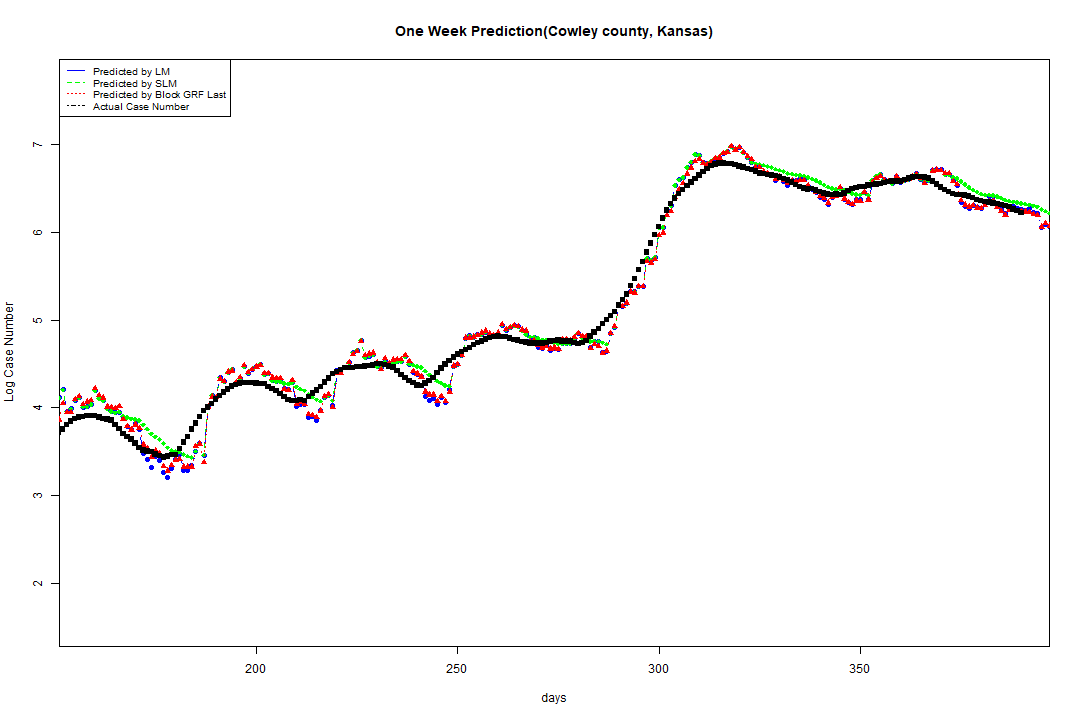 One Week Prediction(Cowley county, Kansas)
Predicted by LM
Predicted by SLM
Predicted by Block GRF Last
Actual Case Number
7
6
5
4
3
2
Log Case Number
200 250 300 350
days